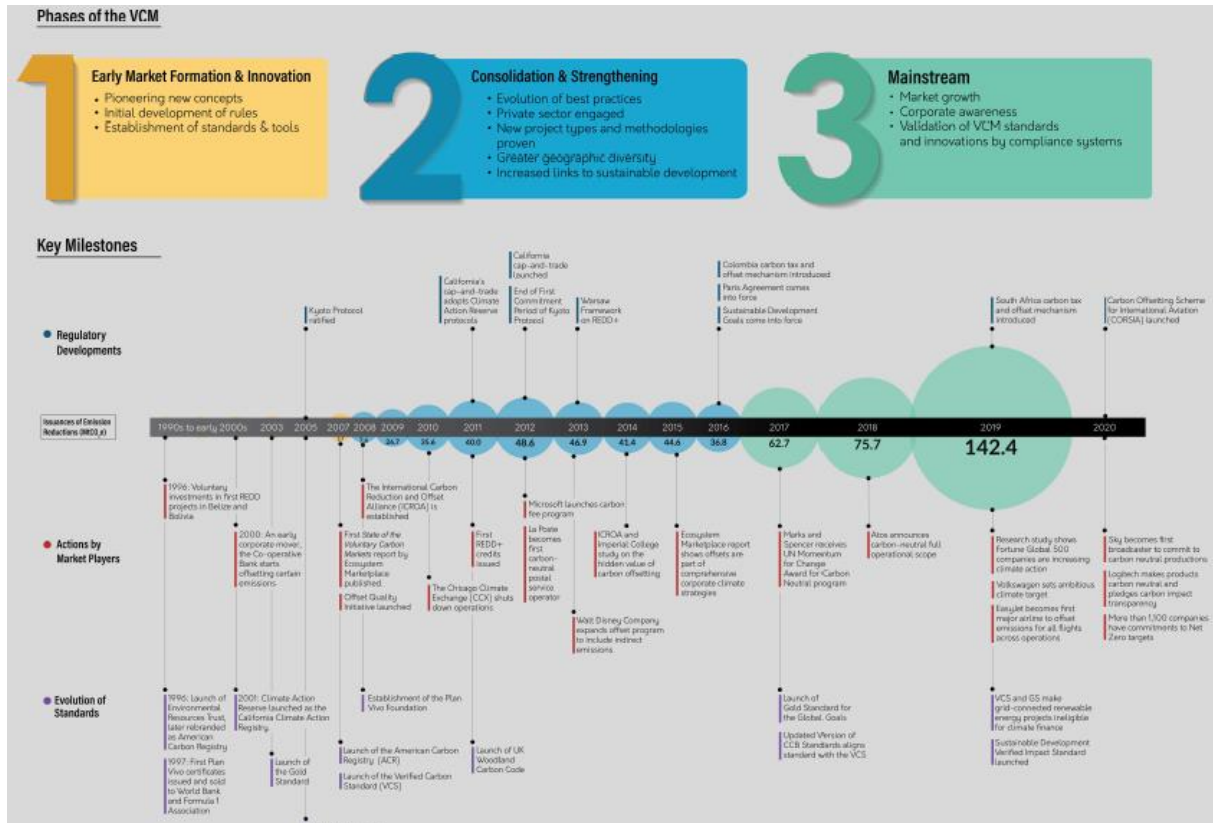 Phases of the VCM
1
Early Market Formation & Innovation
• Pioneering new concepts
• Initial development of rules
• Establishment of standards & tools
2
Consolidation & Strengthening
• Evolution of best practices
• Private sector engaged
• New project types and methodologies
proven
• Greater geographic diversity
• Increased links to sustainable development
3
Mainstream
• Market growth
• Corporate awareness
• Validation of VCM standards
and innovations by compliance systems
Key Milestones
Regulatory
Developments
Kyoto Protocol
ratified
California's
cap-and-trade
adopts Climate
Action Reserve
protocols
California
cap-and-trade
launched
End of First
Commitment
Period of Kyoto
Protocol
Warsaw
Framework
on REDD+
Colombia carbon tax and
offset mechanism introduced
Paris Agreement comes
into force
Sustainable Development
Goals come into force
South Africa carbon tax
and offset mechanism
introduced
Carbon Offsetting Scheme
for International Aviation
(CORSIA) launched
Issuances of Emission
Reductions (MtCO2e)
1990s to early 2000s 2003 2005 2007 2008 2009 2010 2011 2012 2013 2014 2015 2016 2017 2018 2019 2020
35.6 40.0 48.6 46.9 41.4 44.6 36.8 62.7 75.7 142.4
Actions by
Market Players
1996: Voluntary
investments in first REDD
projects in Belize and
Bolivia
2000: An early
corporate mover,
the Co-operative
Bank starts
offsetting certain
emissions
The International Carbon
Reduction and Offset
Alliance (ICROA) is
established
First State of the
Voluntary Carbon
Markets report by
Ecosystem
Marketplace
published
Offset Quality
Initiative launched
The Chicago Climate
Exchange (CCX) shuts
down operations
First
REDD+
credits
issued
Microsoft launches carbon
fee program
La Poste
becomes
first
carbon-
neutral
postal
service
operator
Walt Disney Company
expands offset program
to include indirect
emissions
ICROA and
Imperial College
study on the
hidden value of
carbon offsetting
Ecosystem
Marketplace report
shows offsets are
part of
comprehensive
corporate climate
strategies
Marks and
Spencer receives
UN Momentum
for Change
Award for Carbon
Neutral program
Atos announces
carbon-neutral full
operational scope
Research study shows
Fortune Global 500
companies are increasing
climate action
Volkswagen sets ambitious
climate target
EasyJet becomes first
major airline to offset
emissions for all flights
across operations
Sky becomes first
broadcaster to commit to
carbon neutral productions
Logitech makes products
carbon neutral and
pledges carbon impact
transparency
More than 1,100 companies
have commitments to Net
Zero targets
Evolution of
Standards
1996: Launch of
Environmental
Resources Trust,
later rebranded
as American
Carbon Registry
1997: First Plan
Vivo certificates
issued and sold
to World Bank
and Formula 1
Association
2001: Climate Action
Reserve launched as the
California Climate Action
Registry.
Launch of
the Gold
Standard
Establishment of the Plan
Vivo Foundation
Launch of the American Carbon
Registry (ACR)
Launch of the Verified Carbon
Standard (VCS)
Launch of UK
Woodland
Carbon Code
Launch of
Gold Standard for
the Global. Goals
Updated Version of
CCB Standards aligns
standard with the VCS
VCS and GS make
grid-connected renewable
energy projects ineligible
for climate finance
Sustainable Development
Verified Impact Standard
launched